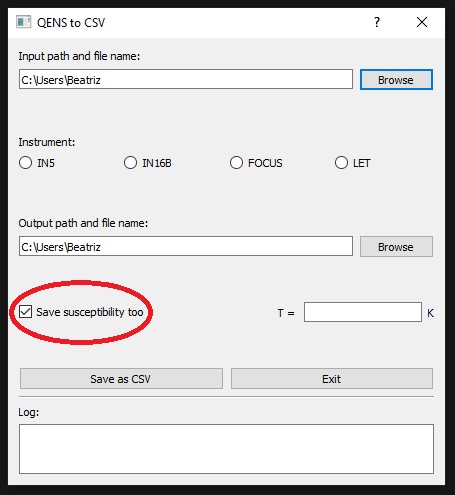 QENS to CSV ?
Input path and file name:
C:\Users\Beatriz Browse
Instrument:
IN5 IN16B FOCUS LET
Output path and file name:
C:\Users\Beatriz Browse
Save susceptibility too T = K
Save as CSV Exit
Log: